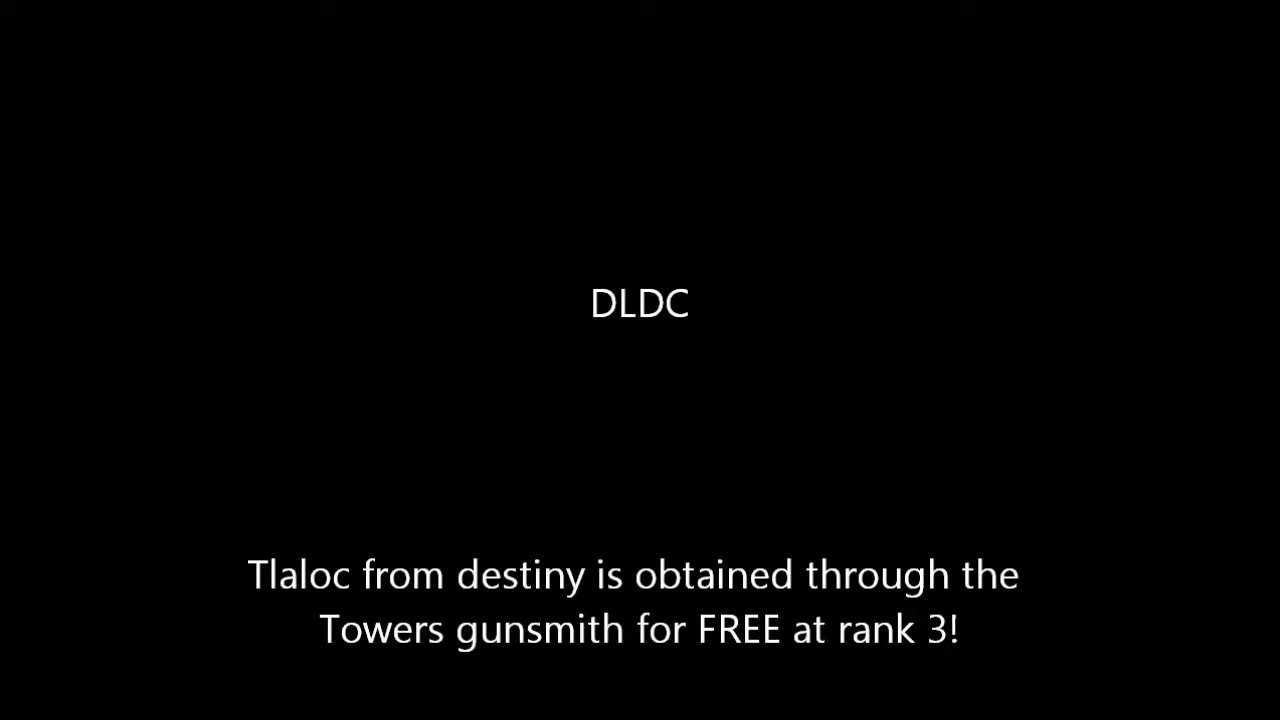 DLDC
Tlaloc from destiny is obtained through the
Towers gunsmith for FREE at rank 3!